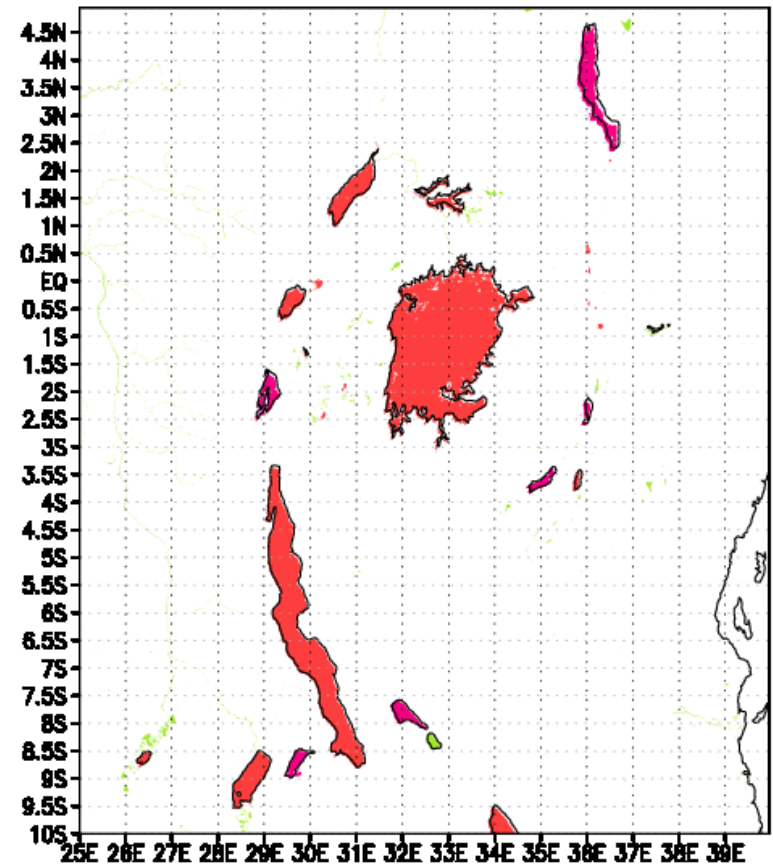 4.5N
4N
3.5N
3N
2.5N
2N
1.5N
1N
0.5N
EQ
0.5S
1S
1.5S
2S
2.5S
3S
3.5S
4S
4.5S
5S
5.5S
6S
6.5S
7S
7.5S
8S
8.5S
9S
9.5S
10S
25E 26E 27E 28E 29E 30E 31E 32E 33E 34E 35E 36E 37E 38E 39E